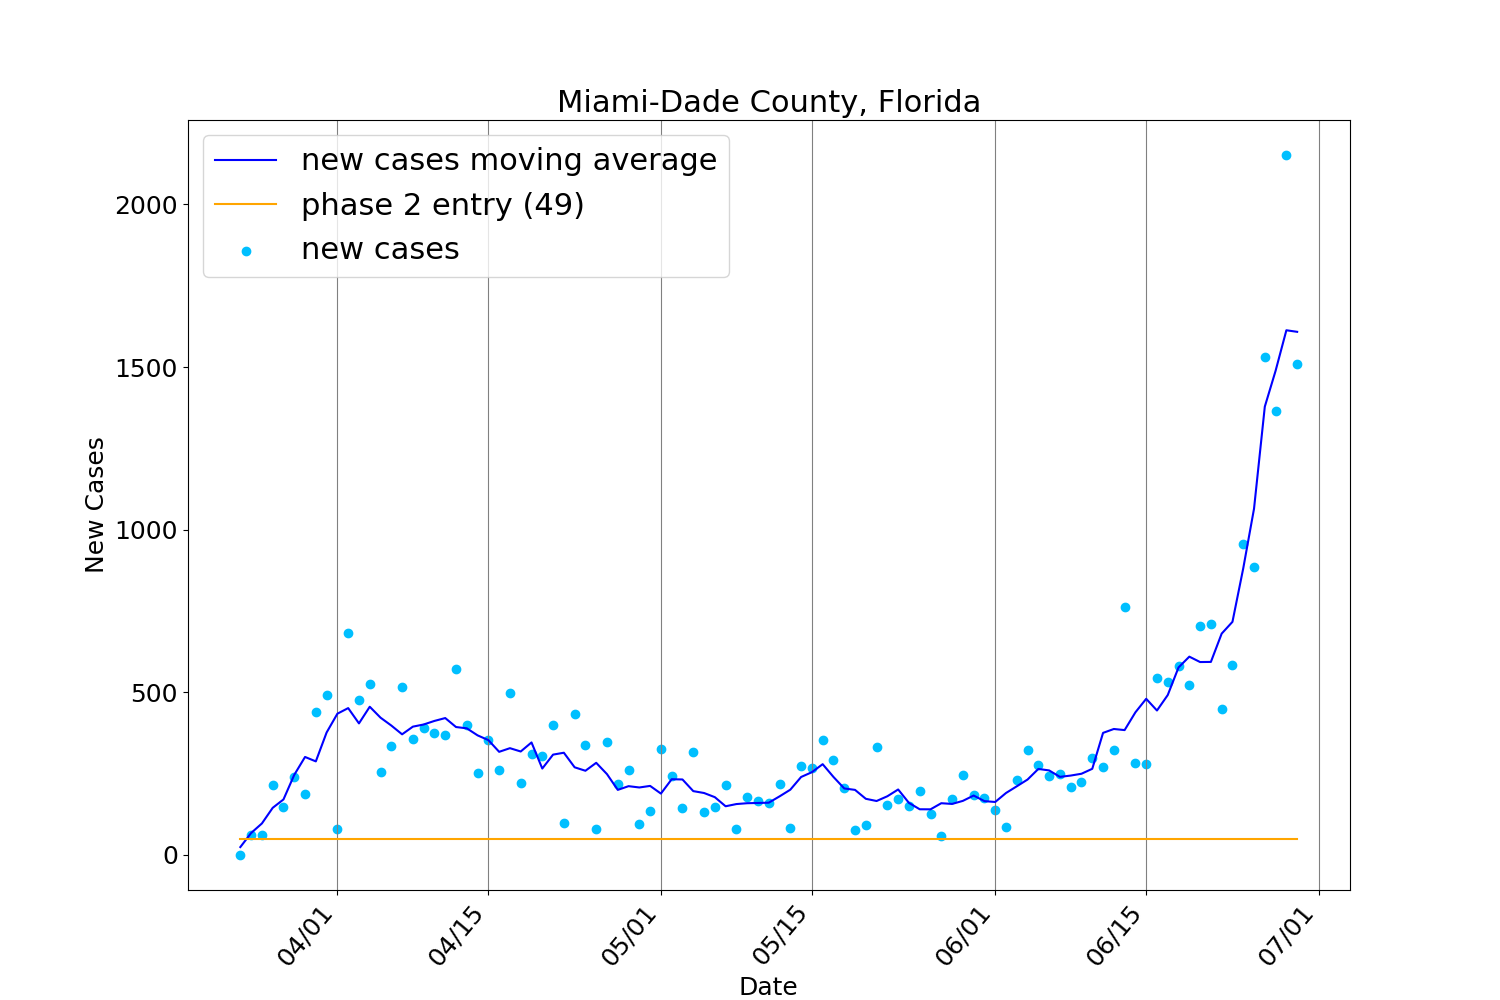 Miami-Dade County, Florida
new cases moving average
phase 2 entry (49)
new cases
2000
1500
1000
500
0
New Cases
04/01
04/15
05/01
05/15
06/01
06/15
07/01
Date